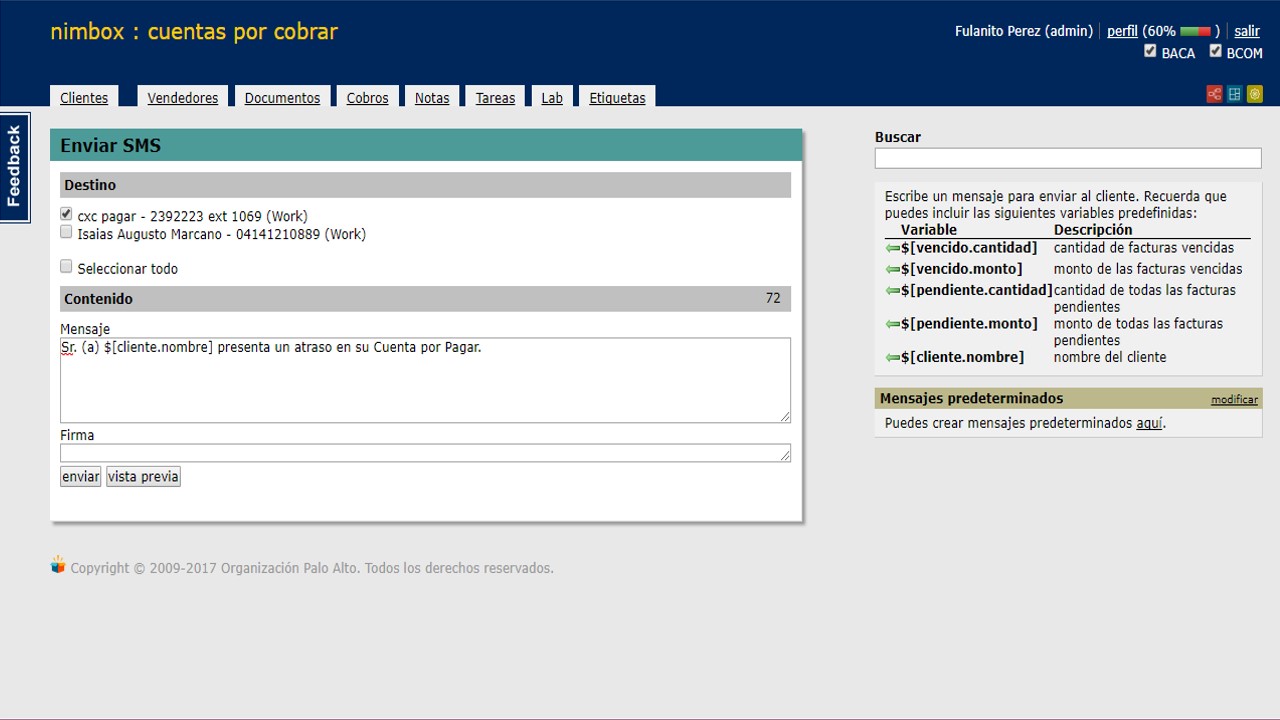 nimbox : cuentas por cobrar
Fulanito Perez (admin) perfil (60% ) salir
BACA BCOM
Clientes Vendedores Documentos Cobros Notas Tareas Lab Etiquetas
Feedback
Enviar SMS
Destino
cxc pagar - 2392223 ext 1069 (Work)
Isaias Augusto Marcano - 04141210889 (Work)
Seleccionar todo
Contenido 72
Mensaje
Sr. (a) $[cliente.nombre] presenta un atraso en su Cuenta por Pagar.
Firma
enviar vista previa
Buscar
Escribe un mensaje para enviar al cliente. Recuerda que
puedes incluir las siguientes variables predefinidas:
Variable Descripción
$[vencido.cantidad] cantidad de facturas vencidas
$[vencido.monto] monto de las facturas vencidas
$[pendiente.cantidad] cantidad de todas las facturas
pendientes
$[pendiente.monto] monto de todas las facturas
pendientes
$[cliente.nombre] nombre del cliente
Mensajes predeterminados modificar
Puedes crear mensajes predeterminados aquí.
Copyright © 2009-2017 Organización Palo Alto. Todos los derechos reservados.